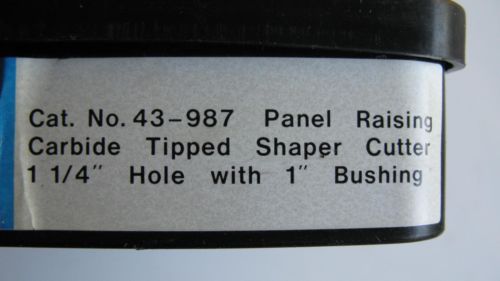 Cat. No. 43-987 Panel Raising
Carbide Tipped Shaper Cutter
1 1/4" Hole with 1" Bushing